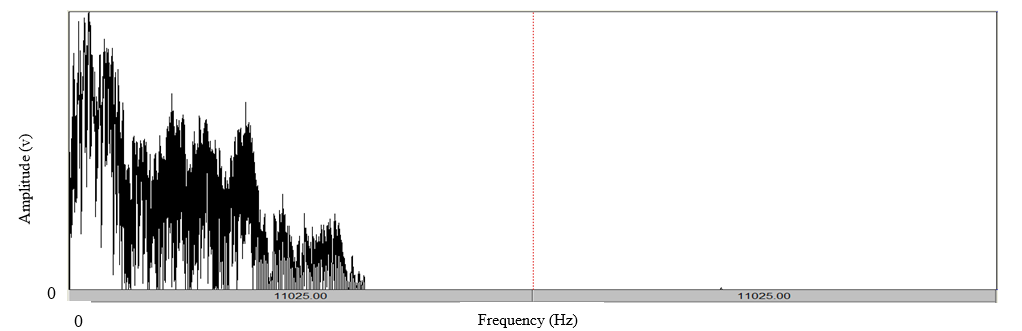 Amplitude (v)
0
11025.00 11025.00
0
Frequency (Hz)